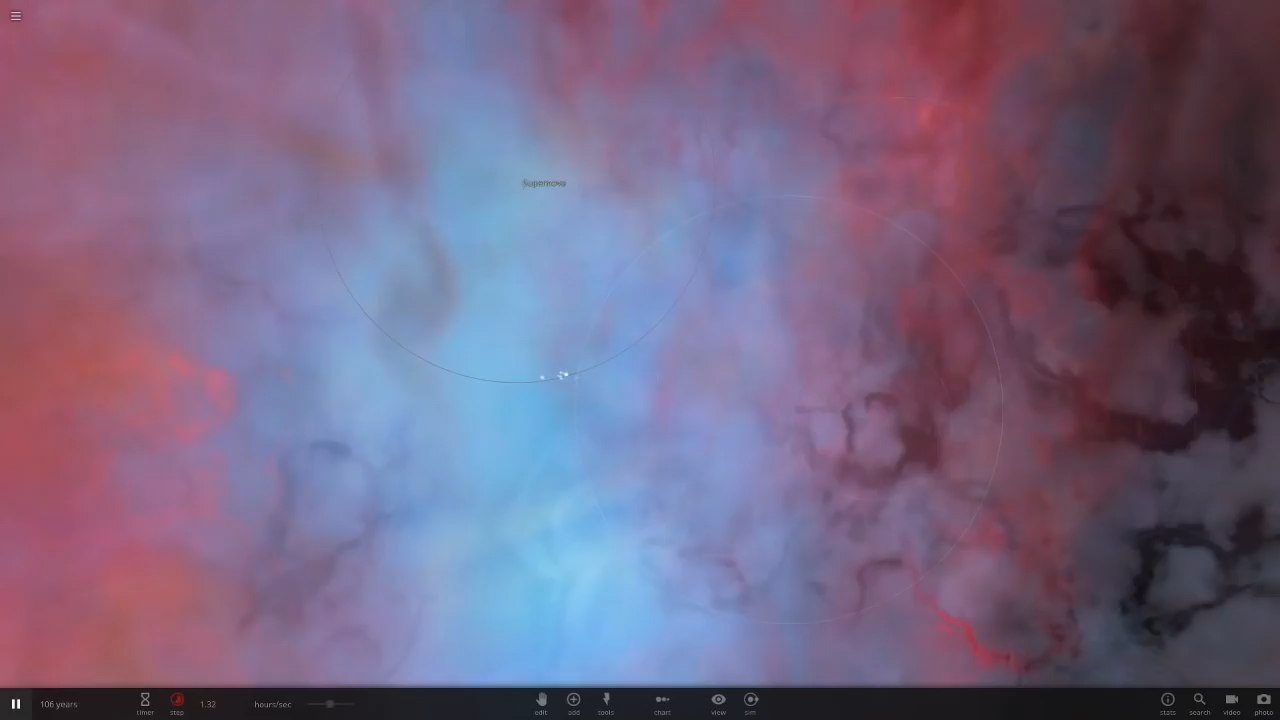 Supernova
106 years
timer
step
1.32
hours/sec
edit
add
tools
chart
view
sim
stats
search
video
photo